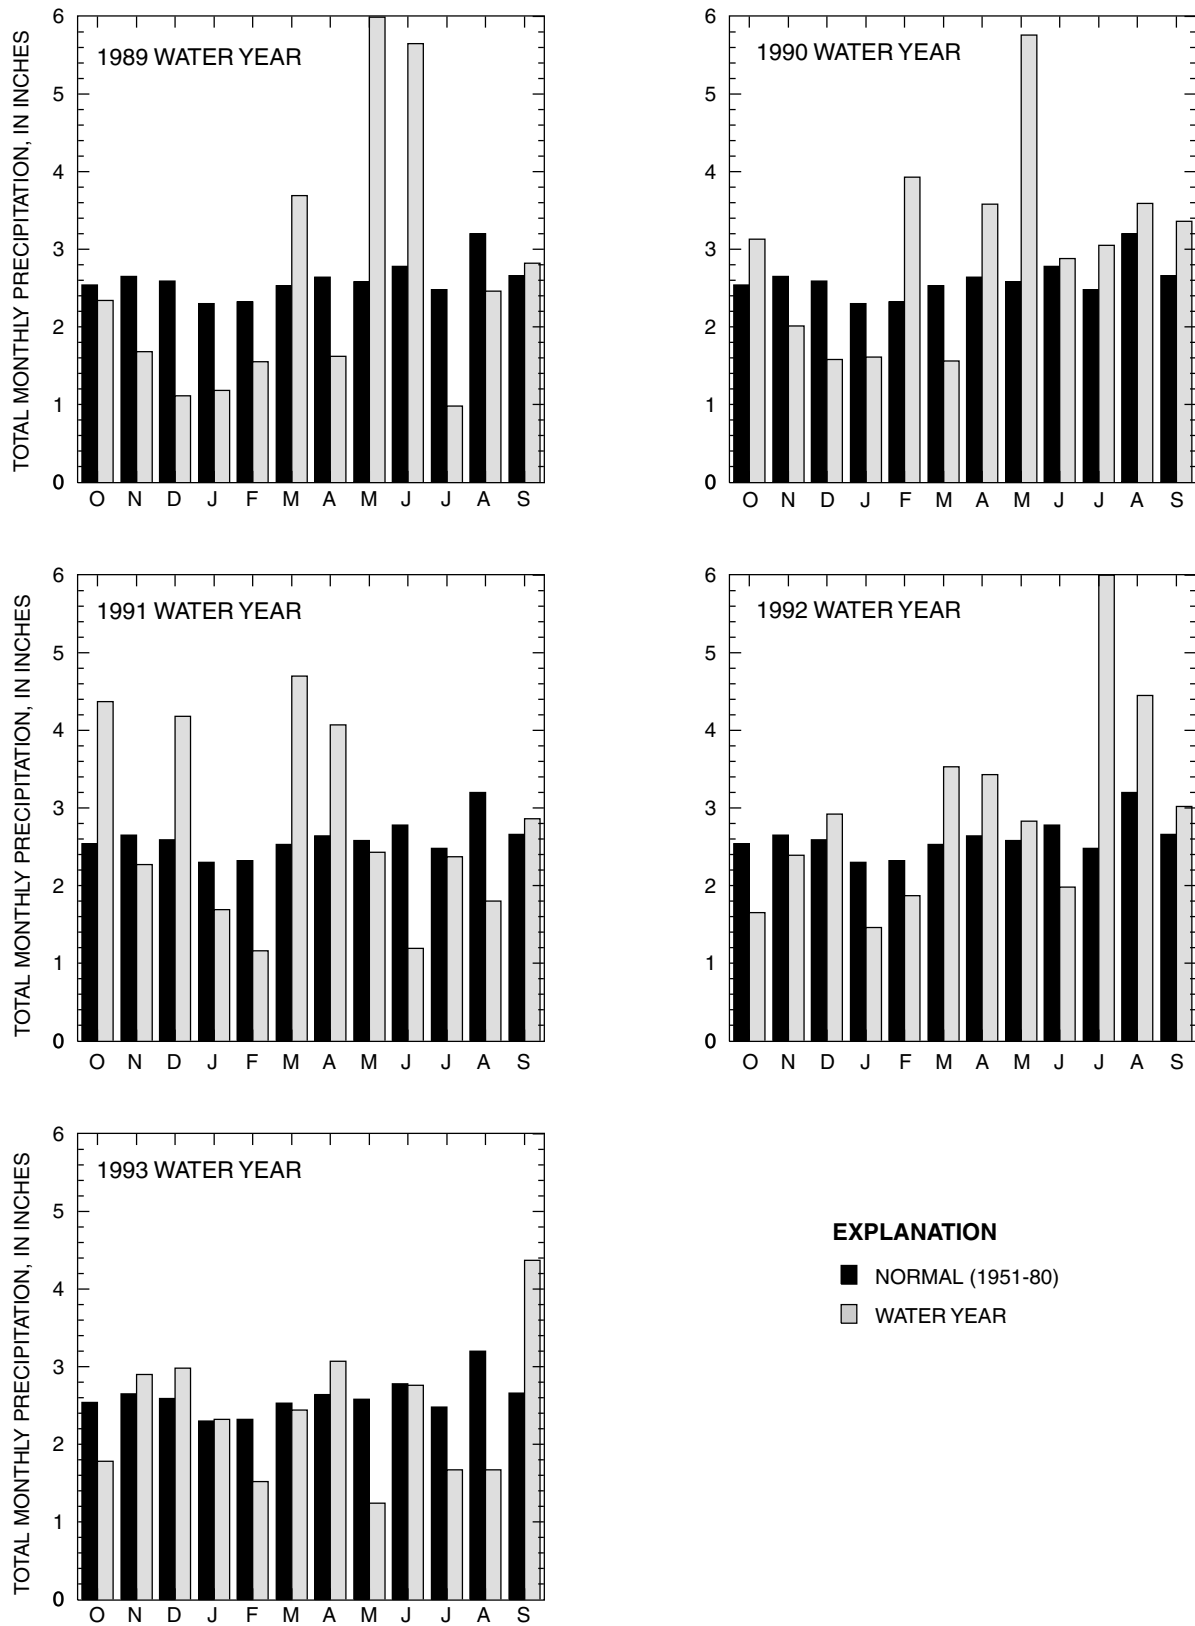 TOTAL MONTHLY PRECIPITATION, IN INCHES
1989 WATER YEAR
6
5
4
3
2
1
0
O N D J F M A M J J A S
1990 WATER YEAR
6
5
4
3
2
1
0
O N D J F M A M J J A S
TOTAL MONTHLY PRECIPITATION, IN INCHES
1991 WATER YEAR
6
5
4
3
2
1
0
O N D J F M A M J J A S
1992 WATER YEAR
6
5
4
3
2
1
0
O N D J F M A M J J A S
TOTAL MONTHLY PRECIPITATION, IN INCHES
1993 WATER YEAR
6
5
4
3
2
1
0
O N D J F M A M J J A S
EXPLANATION
NORMAL (1951-80)
WATER YEAR